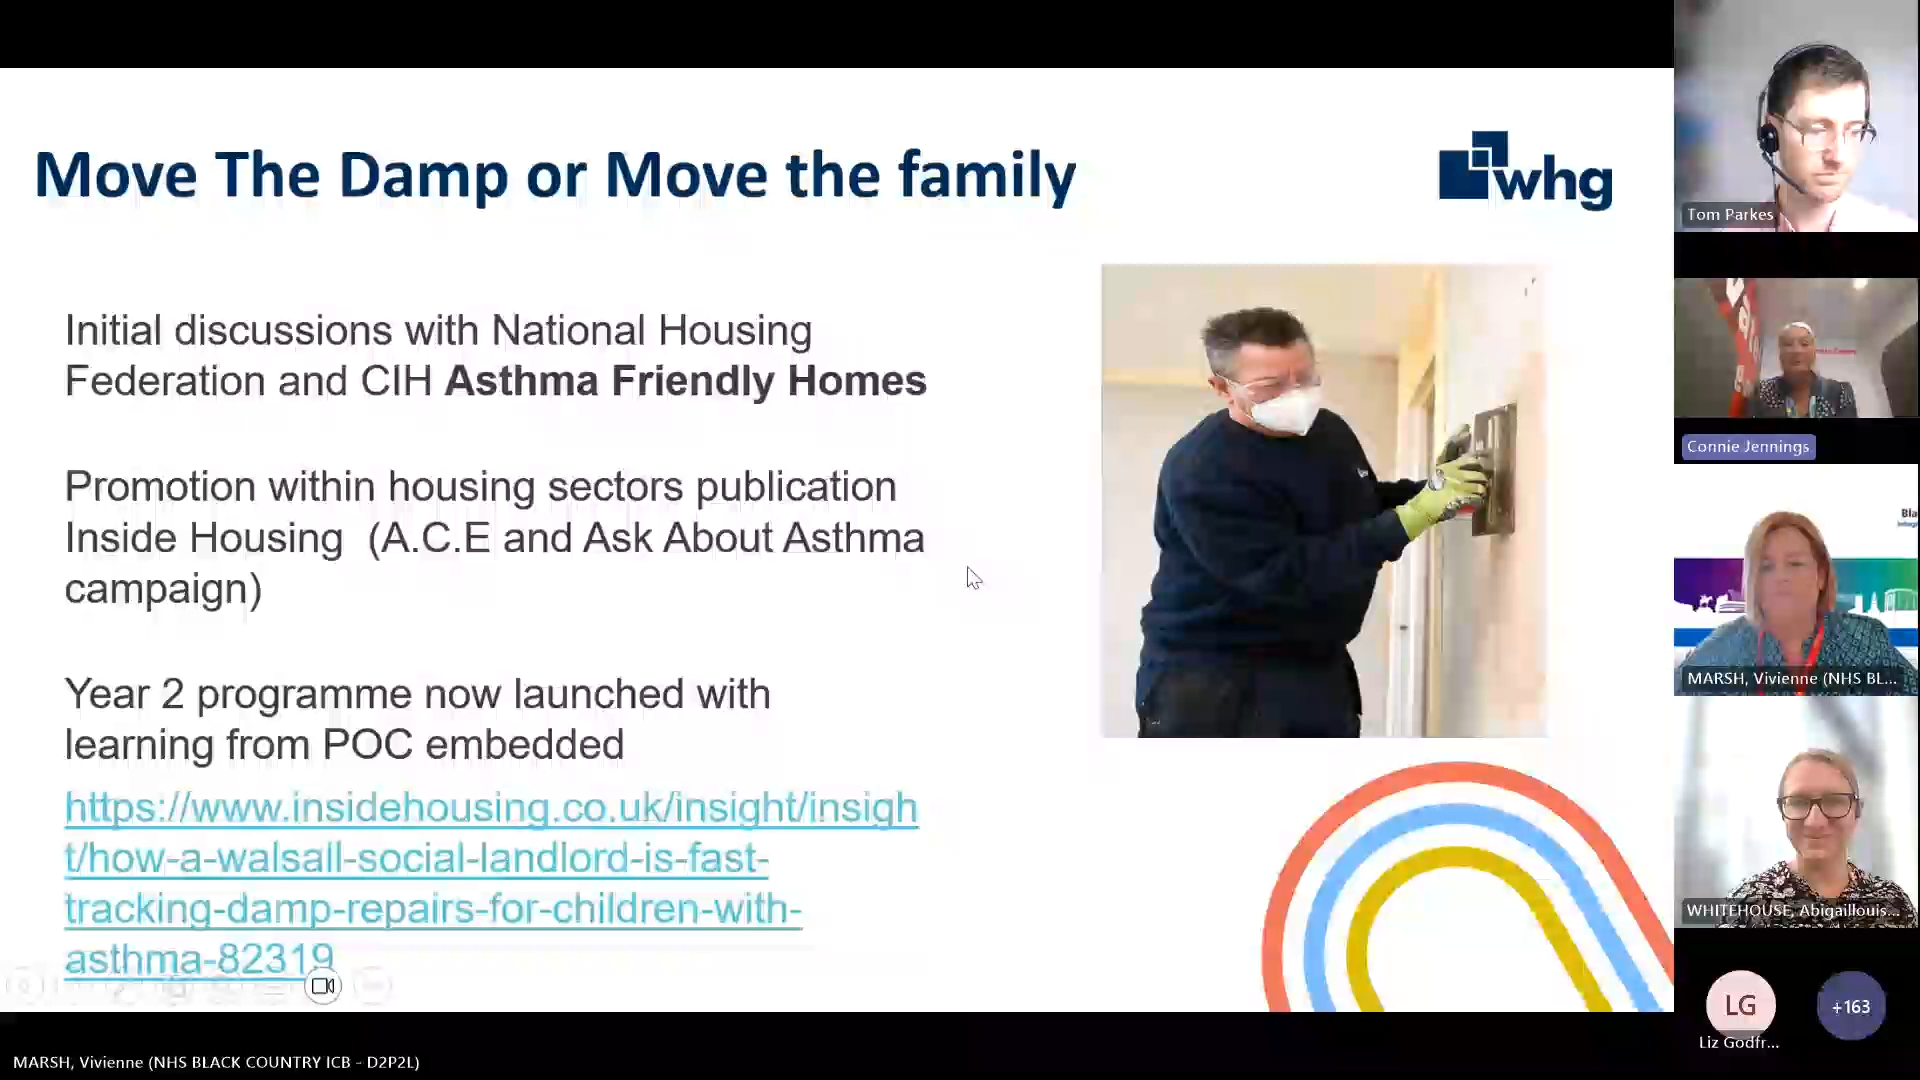 Move The Damp or Move the family
whg
Initial discussions with National Housing
Federation and CIH Asthma Friendly Homes
Promotion within housing sectors publication
Inside Housing  (A.C.E and Ask About Asthma
campaign)
Year 2 programme now launched with
learning from POC embedded
https://www.insidehousing.co.uk/insight/insigh
t/how-a-walsall-social-landlord-is-fast-
tracking-damp-repairs-for-children-with-
asthma-82319
Tom Parkes
Connie Jennings
MARSH, Vivienne (NHS BL...
WHITEHOUSE, Abigaillouis...
LG
+163
Liz Godfr...
MARSH, Vivienne (NHS BLACK COUNTRY ICB - D2P2L)